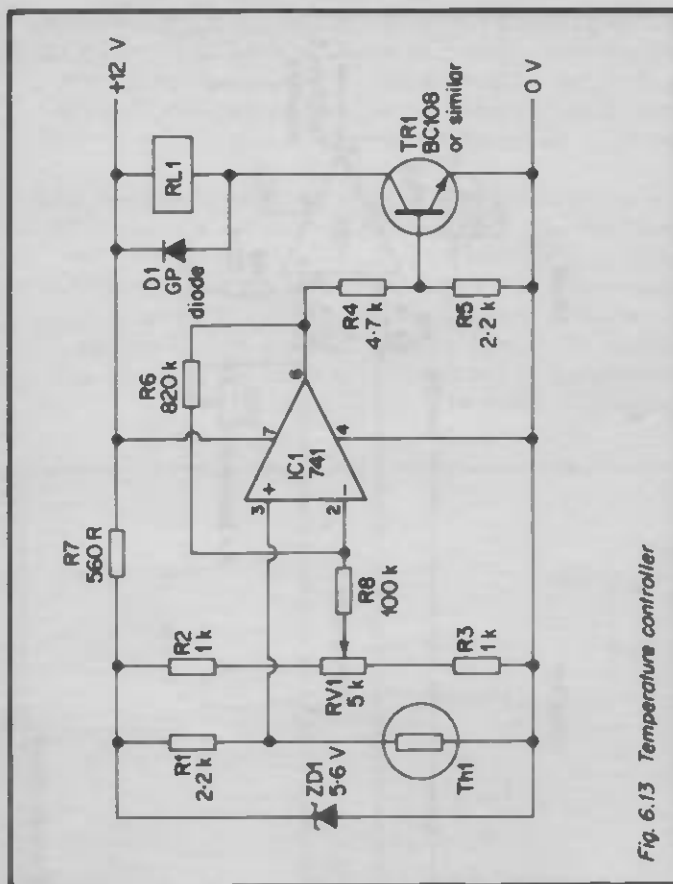 +12 V
RL1
D1
GP
diode
TR1
BC108
or similar
0 V
R4
4·7 k
R5
2·2 k
R6
820 k
6
7
4
IC1
741
3
+
2
−
R7
560 R
R8
100 k
R2
1 k
RV1
5 k
R3
1 k
R1
2·2 k
Th1
ZD1
5·6 V
Fig. 6.13 Temperature controller